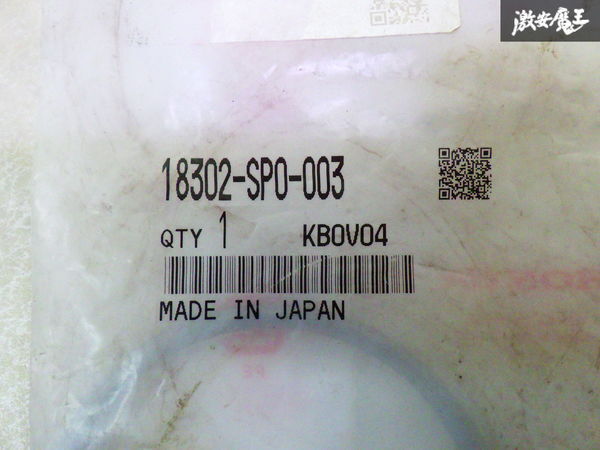 激安魔王
18302-SP0-003
QTY 1 KB0V04
MADE IN JAPAN